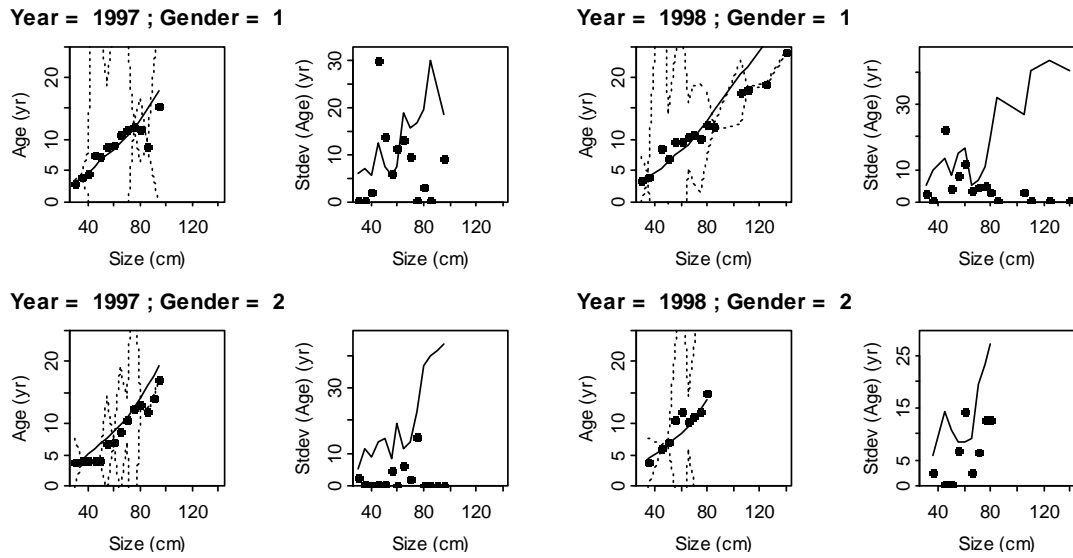 Year = 1997 ; Gender = 1
Age (yr)
0 5 10 20
40 80 120
Size (cm)
Stdev (Age) (yr)
0 10 20 30
40 80 120
Size (cm)
Year = 1998 ; Gender = 1
Age (yr)
0 5 10 20
40 80 120
Size (cm)
Stdev (Age) (yr)
0 10 30
40 80 120
Size (cm)
Year = 1997 ; Gender = 2
Age (yr)
0 5 10 20
40 80 120
Size (cm)
Stdev (Age) (yr)
0 10 30
40 80 120
Size (cm)
Year = 1998 ; Gender = 2
Age (yr)
0 5 10 20
40 80 120
Size (cm)
Stdev (Age) (yr)
0 5 15 25
40 80 120
Size (cm)